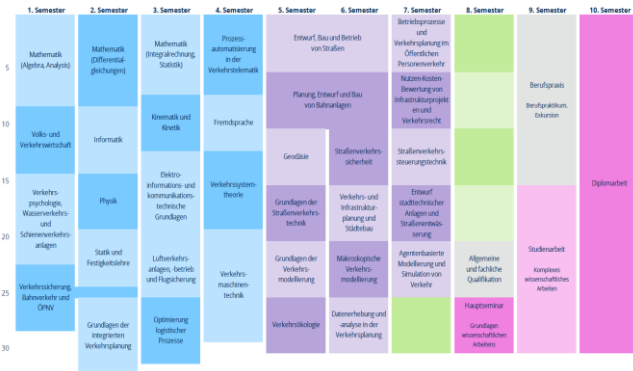 1. Semester
2. Semester
3. Semester
4. Semester
5. Semester
6. Semester
7. Semester
8. Semester
9. Semester
10. Semester
5
10
15
20
25
30
Mathematik
(Algebra, Analysis)
Volks- und
Verkehrswirtschaft
Verkehrs-
psychologie,
Wasserverkehrs-
und
Schienenverkehrs-
anlagen
Verkehrssicherung,
Bahnverkehr und
ÖPNV
Mathematik
(Differential-
gleichungen)
Informatik
Physik
Statik und
Festigkeitslehre
Grundlagen der
integrierten
Verkehrsplanung
Mathematik
(Integralrechnung,
Statistik)
Kinematik und
Kinetik
Elektro-
informations- und
kommunikations-
technische
Grundlagen
Luftverkehrs-
anlagen, -betrieb
und Flugsicherung
Optimierung
logistischer
Prozesse
Prozess-
automatisierung
in der
Verkehrstelematik
Fremdsprache
Verkehrssystem-
theorie
Verkehrs-
maschinen-
technik
Entwurf, Bau und Betrieb
von Straßen
Planung, Entwurf und Bau
von Bahnanlagen
Geodäsie
Grundlagen der
Straßenverkehrs-
technik
Grundlagen der
Verkehrs-
modellierung
Verkehrsökologie
Straßenverkehrs-
sicherheit
Verkehrs- und
Infrastruktur-
planung und
Städtebau
Makroskopische
Verkehrs-
modellierung
Datenerhebung und
-analyse in der
Verkehrsplanung
Betriebsprozesse
und
Verkehrsplanung im
Öffentlichen
Personenverkehr
Nutzen-Kosten-
Bewertung von
Infrastrukturprojekt
en und
Verkehrsrecht
Straßenverkehrs-
steuerungstechnik
Entwurf
stadttechnischer
Anlagen und
Straßenentwäs-
serung
Agentenbasierte
Modellierung und
Simulation von
Verkehr
Allgemeine
und fachliche
Qualifikation
Hauptseminar
Grundlagen
wissenschaftlichen
Arbeitens
Berufspraxis
Berufspraktikum,
Exkursion
Studienarbeit
Komplexes
wissenschaftliches
Arbeiten
Diplomarbeit